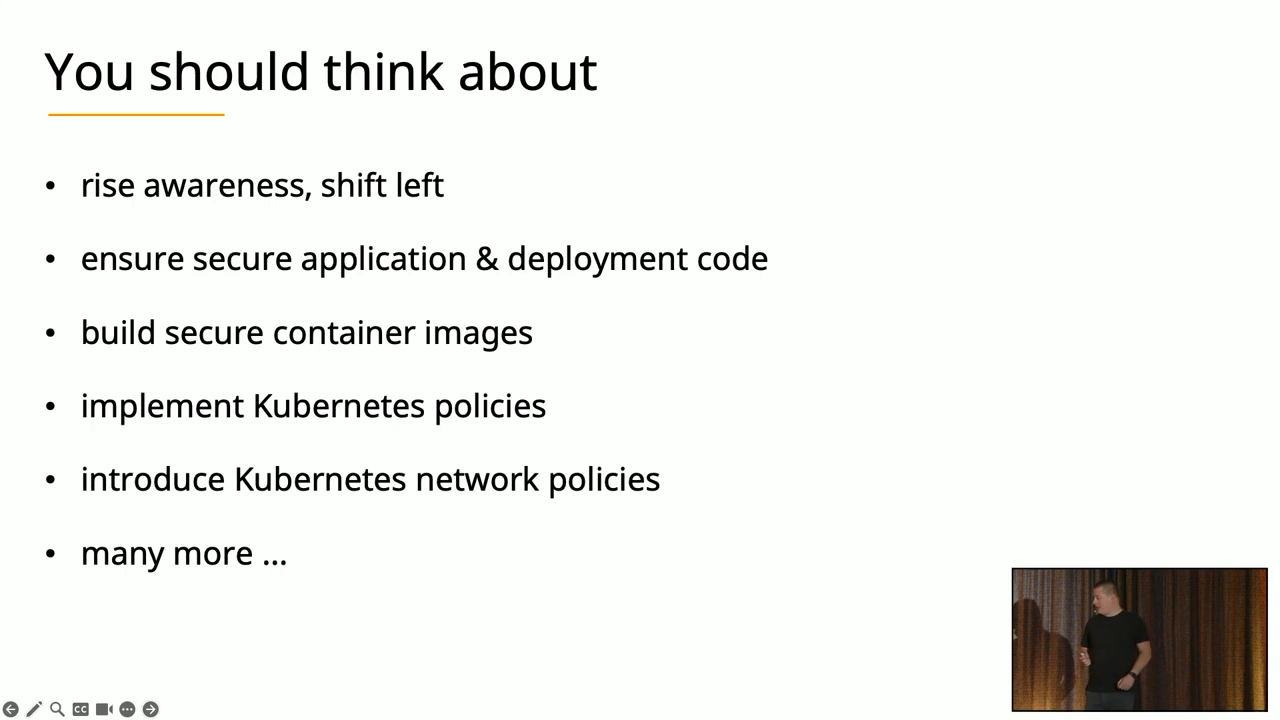 You should think about
• rise awareness, shift left
• ensure secure application & deployment code
• build secure container images
• implement Kubernetes policies
• introduce Kubernetes network policies
• many more ...
CC